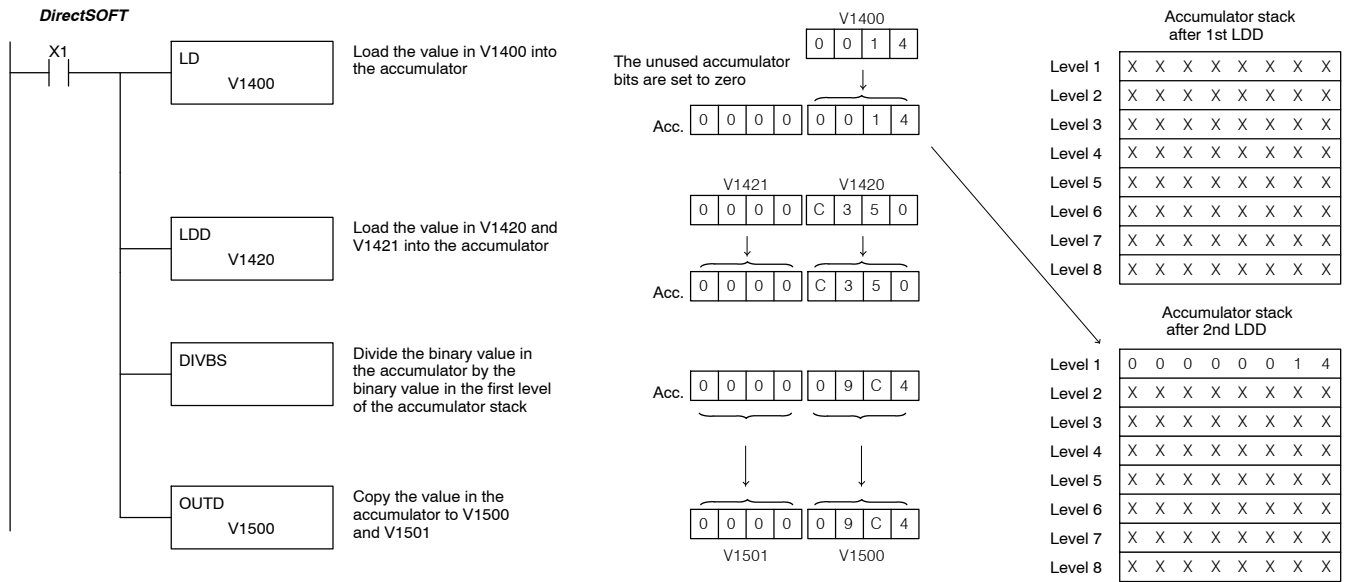 DirectSOFT
X1
LD
V1400
Load the value in V1400 into
the accumulator
LDD
V1420
Load the value in V1420 and
V1421 into the accumulator
DIVBS
Divide the binary value in
the accumulator by the
binary value in the first level
of the accumulator stack
OUTD
V1500
Copy the value in the
accumulator to V1500
and V1501
V1400
0 0 1 4
The unused accumulator
bits are set to zero
Acc. 0 0 0 0 0 0 1 4
V1421 V1420
0 0 0 0 C 3 5 0
Acc. 0 0 0 0 C 3 5 0
Acc. 0 0 0 0 0 9 C 4
0 0 0 0 0 9 C 4
V1501 V1500
Accumulator stack
after 1st LDD
Level 1 X X X X X X X X
Level 2 X X X X X X X X
Level 3 X X X X X X X X
Level 4 X X X X X X X X
Level 5 X X X X X X X X
Level 6 X X X X X X X X
Level 7 X X X X X X X X
Level 8 X X X X X X X X
Accumulator stack
after 2nd LDD
Level 1 0 0 0 0 0 0 1 4
Level 2 X X X X X X X X
Level 3 X X X X X X X X
Level 4 X X X X X X X X
Level 5 X X X X X X X X
Level 6 X X X X X X X X
Level 7 X X X X X X X X
Level 8 X X X X X X X X